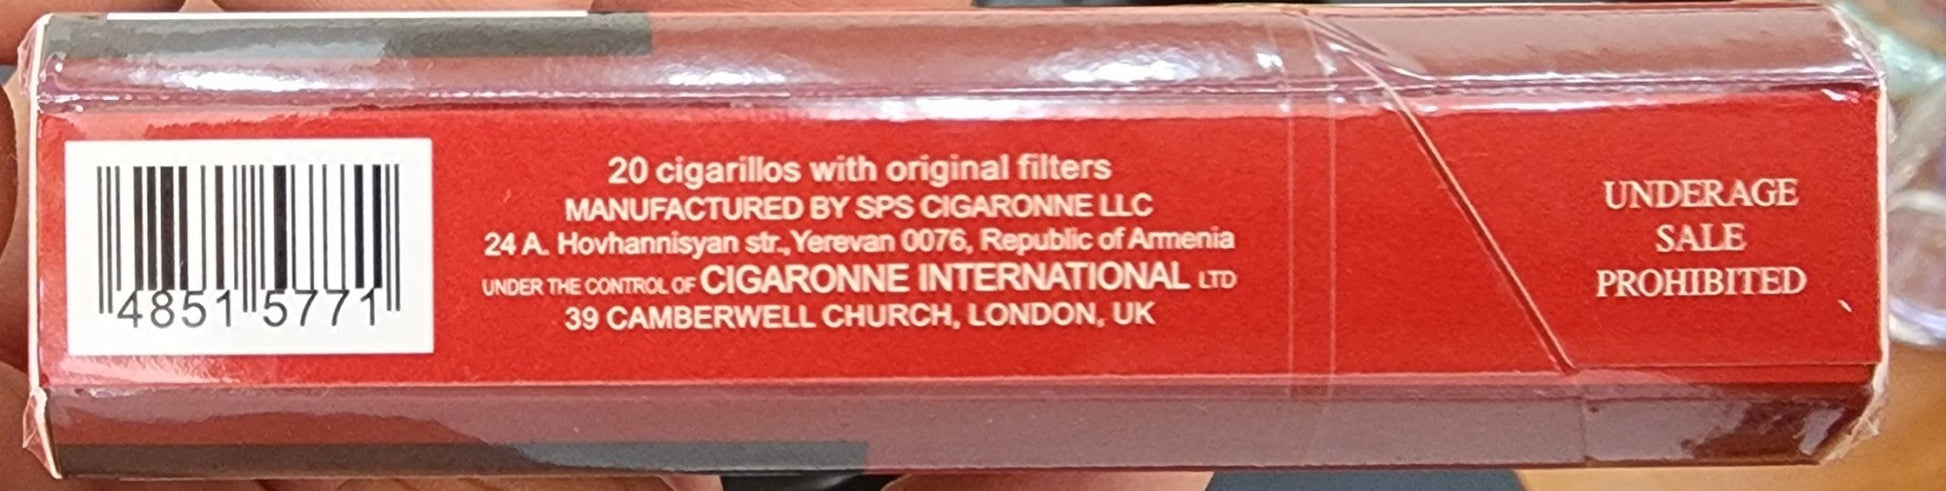 4851 5771
20 cigarillos with original filters
MANUFACTURED BY SPS CIGARONNE LLC
24 A. Hovhannisyan str., Yerevan 0076, Republic of Armenia
UNDER THE CONTROL OF CIGARONNE INTERNATIONAL LTD
39 CAMBERWELL CHURCH, LONDON, UK
UNDERAGE
SALE
PROHIBITED